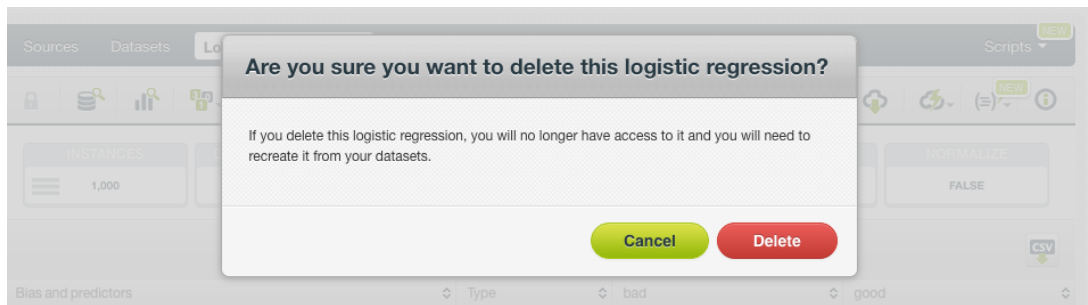 NEW
Sources Datasets Lo Scripts
NEW
Are you sure you want to delete this logistic regression?
If you delete this logistic regression, you will no longer have access to it and you will need to
recreate it from your datasets.
INSTANCES NORMALIZE
1,000 FALSE
Cancel Delete
CSV
Bias and predictors Type bad good